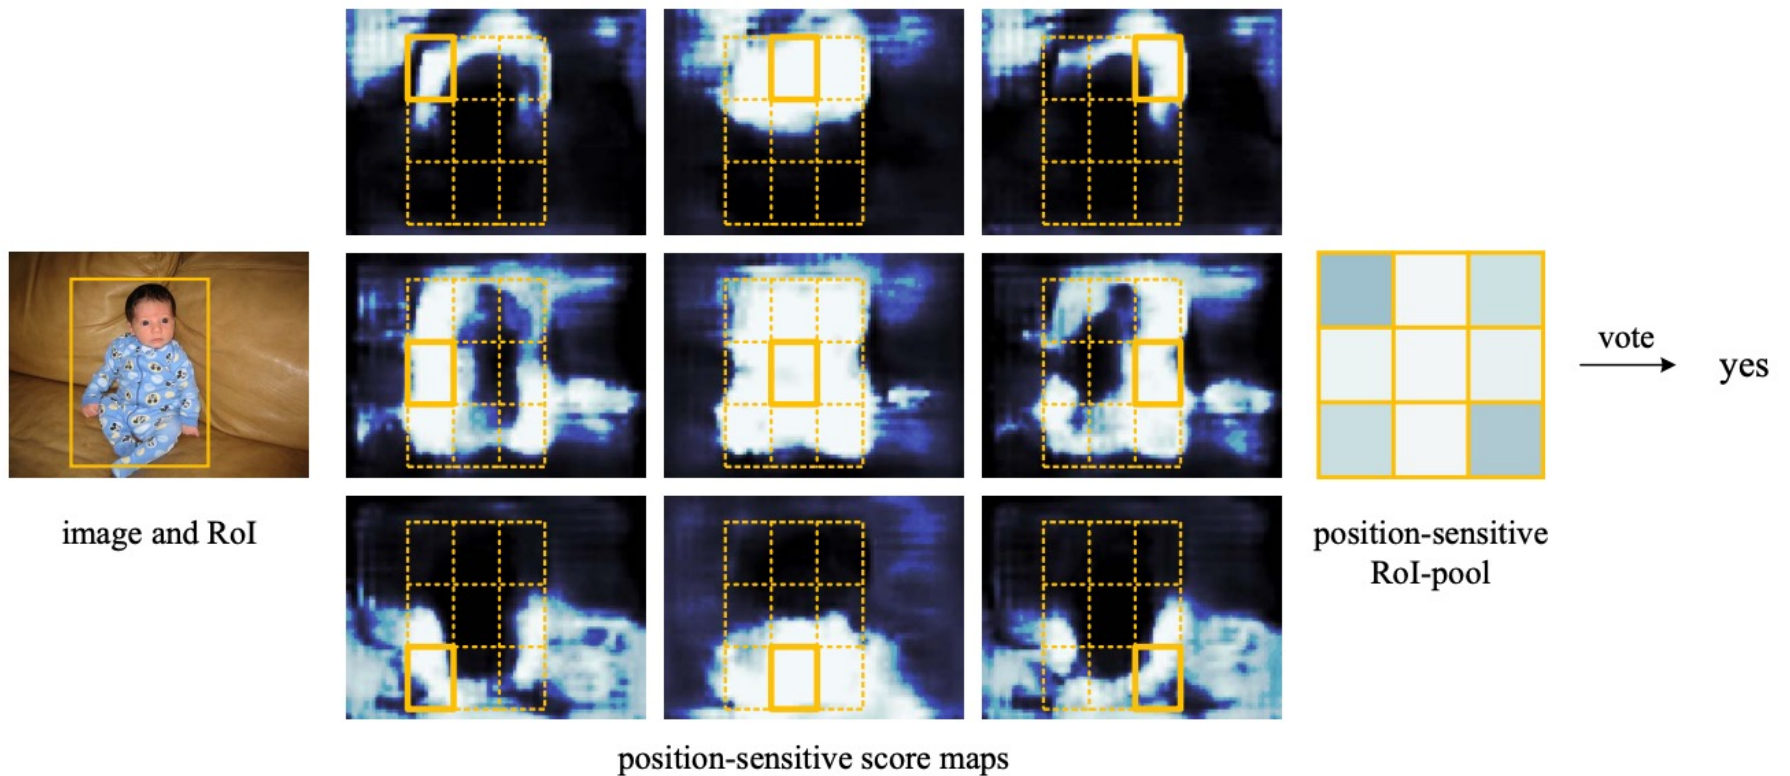 image and RoI
position-sensitive score maps
position-sensitive
RoI-pool
vote
yes